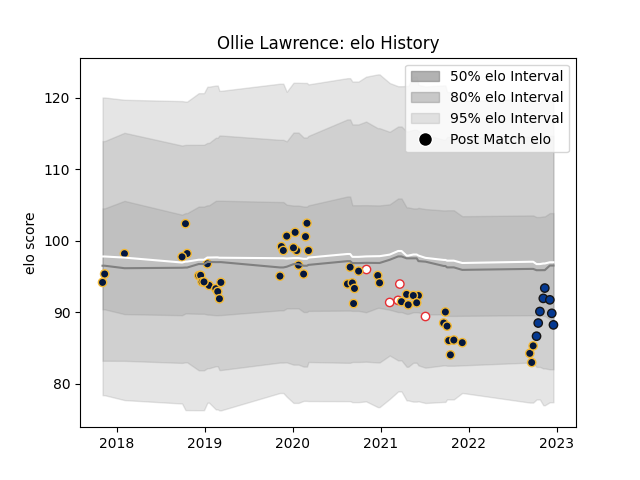 Ollie Lawrence: elo History
50% elo Interval
80% elo Interval
95% elo Interval
Post Match elo
elo score
120
110
100
90
80
2018
2019
2020
2021
2022
2023